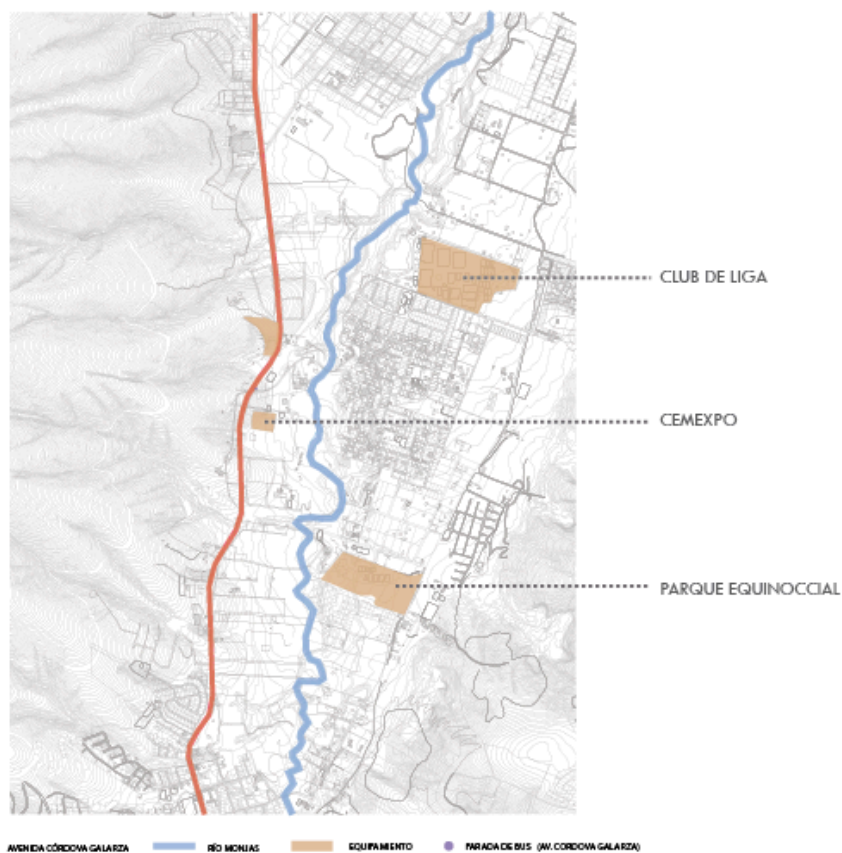 CLUB DE LIGA
CEMEXPO
PARQUE EQUINOCCIAL
AVENIDA CÓRDOVA GALARZA RÍO MONJAS EQUIPAMIENTO PARADA DE BUS (AV. CORDOVA GALARZA)